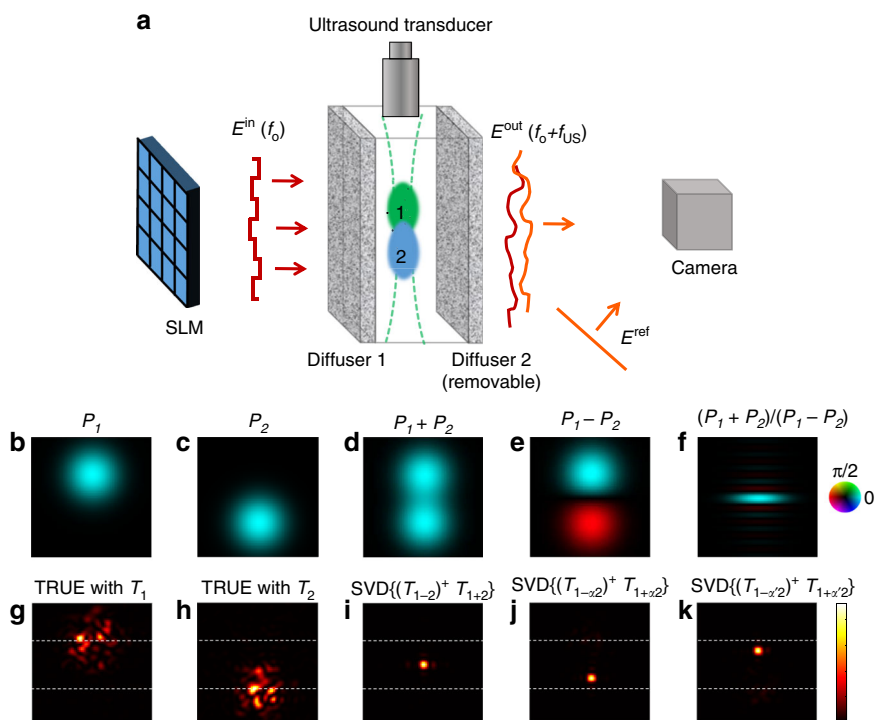 a
Ultrasound transducer
E^in (f_o)
E^out (f_o+f_US)
1
2
SLM
Camera
E^ref
Diffuser 1
Diffuser 2
(removable)
b
P_1
c
P_2
d
P_1 + P_2
e
P_1 – P_2
f
(P_1 + P_2)/(P_1 – P_2)
π/2
0
g
TRUE with T_1
h
TRUE with T_2
i
SVD{(T_1–2)^+ T_1+2}
j
SVD{(T_1–α2)^+ T_1+α2}
k
SVD{(T_1–α′2)^+ T_1+α′2}